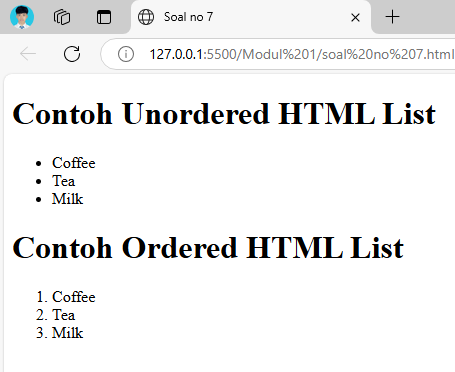 Soal no 7
127.0.0.1:5500/Modul%201/soal%20no%207.html
Contoh Unordered HTML List
• Coffee
• Tea
• Milk
Contoh Ordered HTML List
1. Coffee
2. Tea
3. Milk